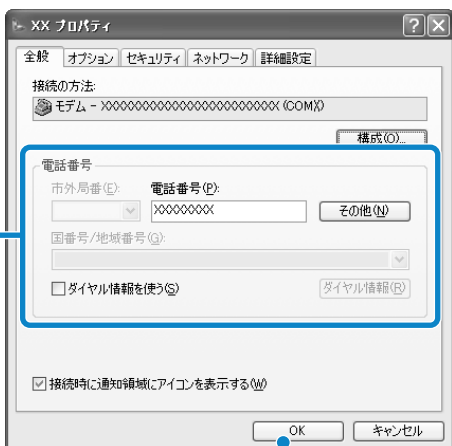 XX プロパティ
全般 オプション セキュリティ ネットワーク 詳細設定
接続の方法:
モデム - XXXXXXXXXXXXXXXXXXXXXXX (COMX)
構成(O)...
電話番号
市外局番(E): 電話番号(P):
XXXXXXXX その他(N)
国番号/地域番号(G):
ダイヤル情報を使う(S) ダイヤル情報(R)
接続時に通知領域にアイコンを表示する(W)
OK キャンセル